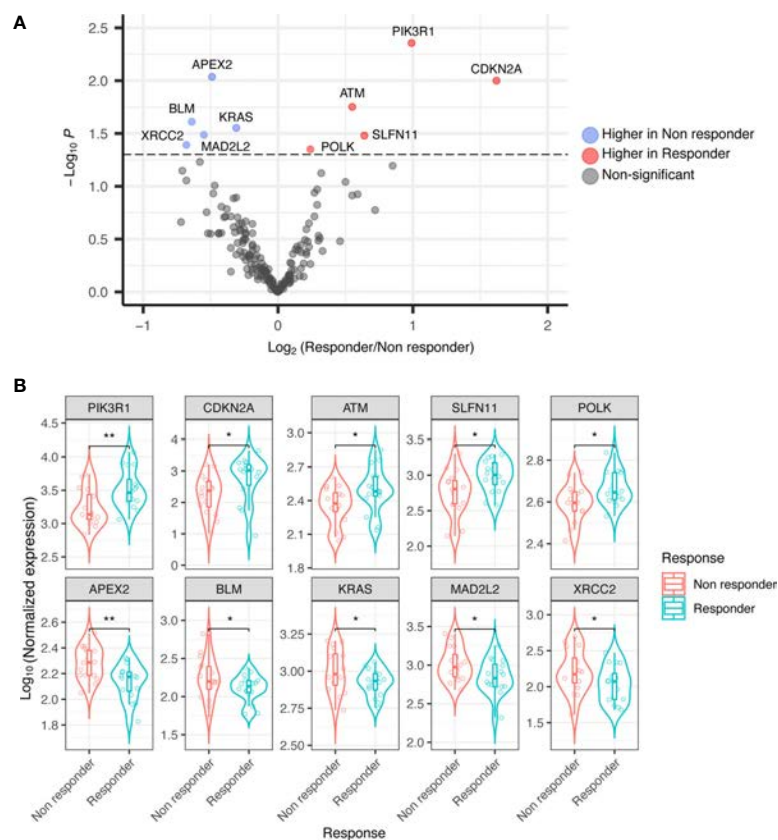 A
2.5
2.0
1.5
1.0
0.5
0.0
− Log10 P
PIK3R1
CDKN2A
APEX2
ATM
BLM
KRAS
SLFN11
XRCC2
MAD2L2
POLK
−1
0
1
2
Log2 (Responder/Non responder)
Higher in Non responder
Higher in Responder
Non-significant
B
PIK3R1
CDKN2A
ATM
SLFN11
POLK
4.5
4.0
3.5
3.0
**
4
3
2
1
0
*
3.0
2.7
2.4
2.1
1.8
*
3.5
3.0
2.5
2.0
*
2.8
2.6
2.4
*
APEX2
BLM
KRAS
MAD2L2
XRCC2
2.6
2.4
2.2
2.0
1.8
**
3.0
2.5
2.0
1.5
*
3.25
3.00
2.75
2.50
*
3.5
3.0
2.5
2.0
*
2.5
2.0
1.5
*
Log10 (Normalized expression)
Non responder
Responder
Non responder
Responder
Non responder
Responder
Non responder
Responder
Non responder
Responder
Response
Response
Non responder
Responder